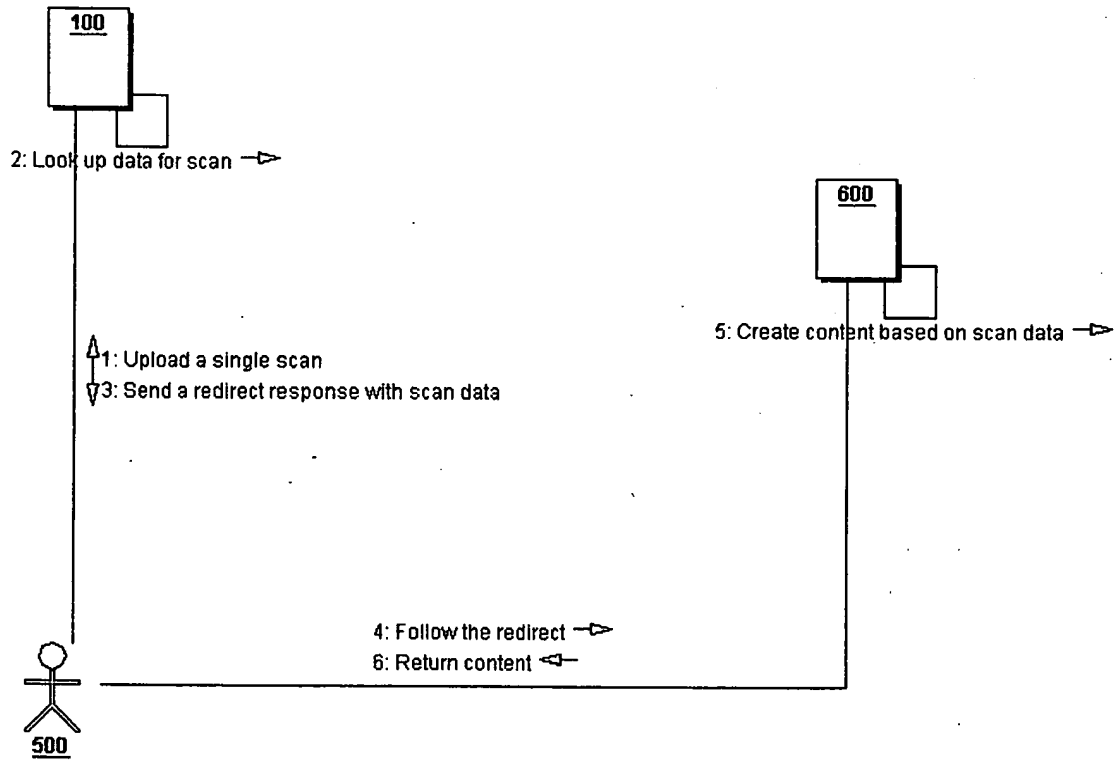 100
2: Look up data for scan
600
5: Create content based on scan data
1: Upload a single scan
3: Send a redirect response with scan data
4: Follow the redirect
6: Return content
500